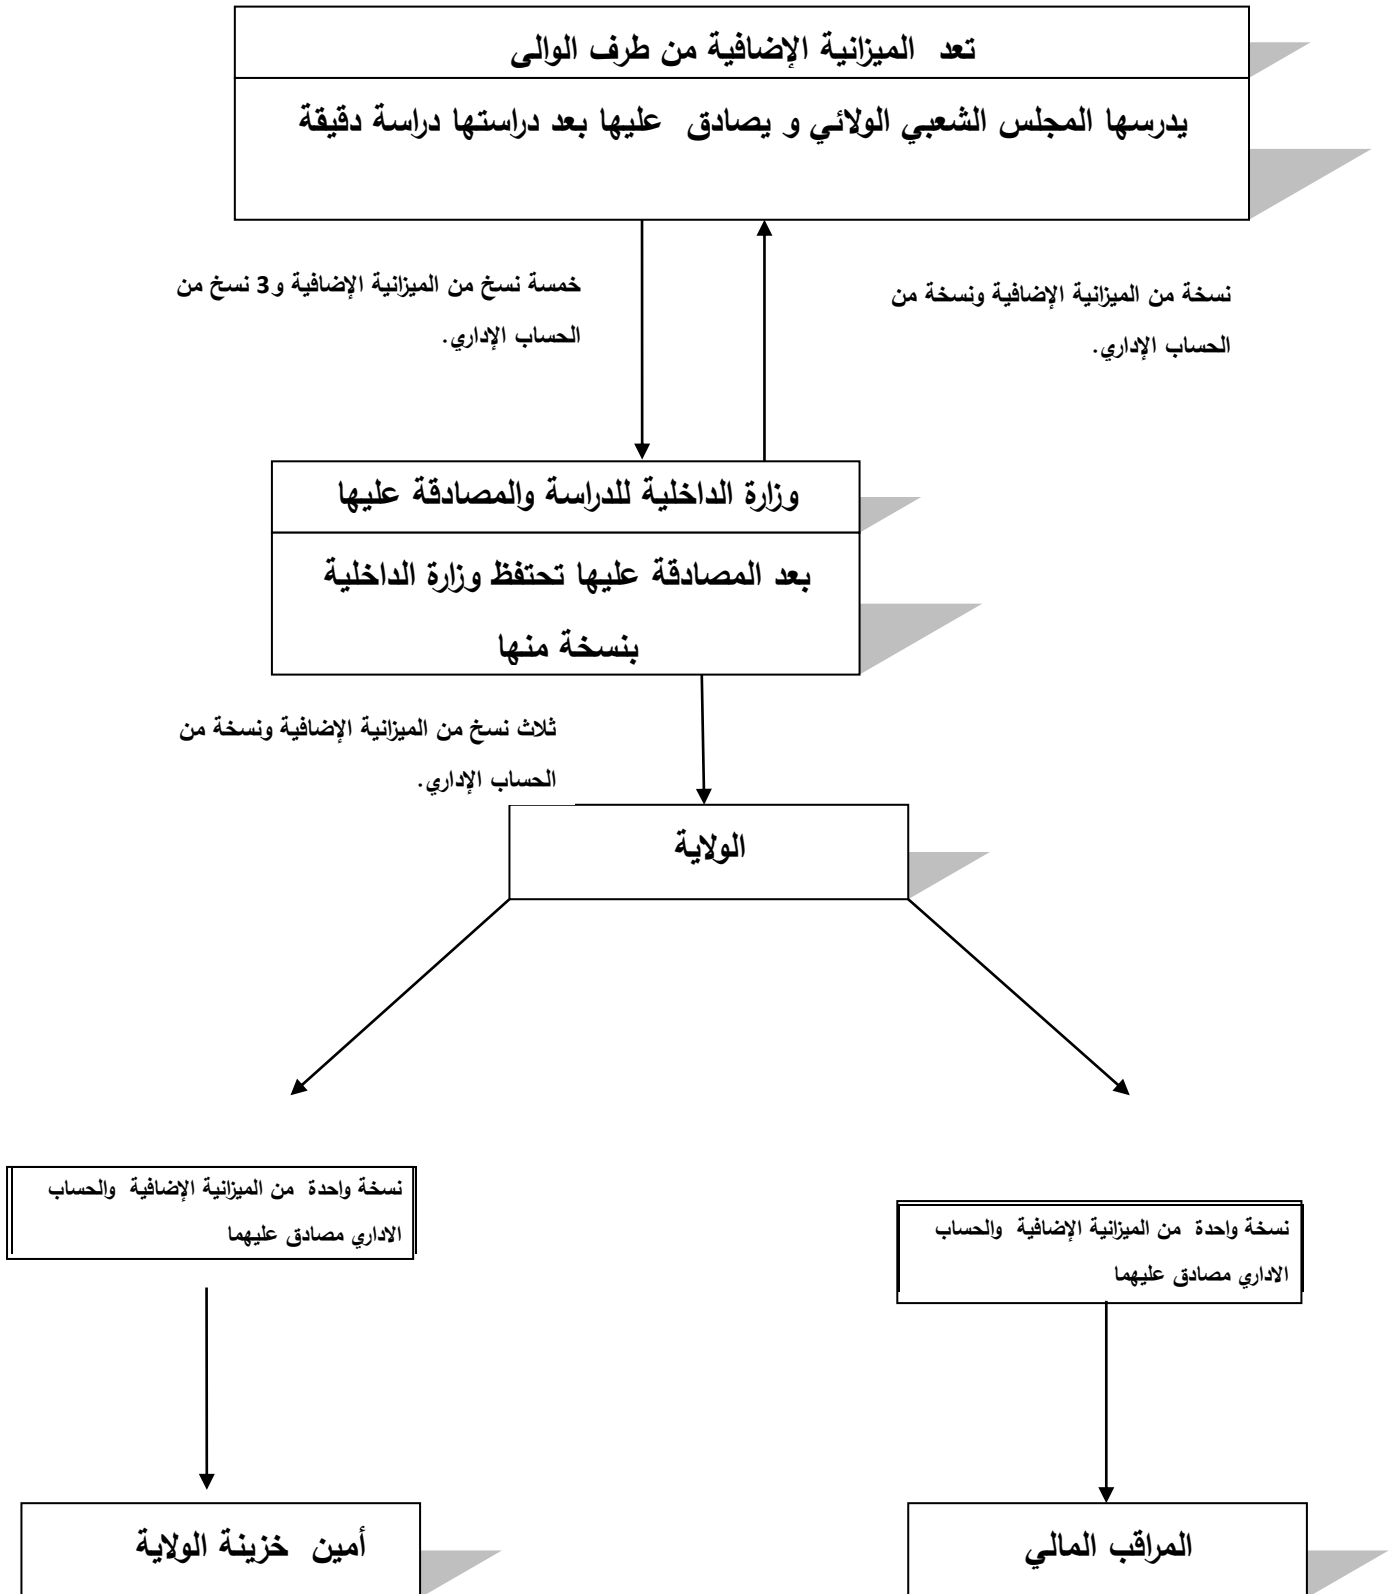 تعد الميزانية الإضافية من طرف الوالى
يدرسها المجلس الشعبي الولائي و يصادق عليها بعد دراستها دراسة دقيقة
خمسة نسخ من الميزانية الإضافية و3 نسخ من
الحساب الإداري.
نسخة من الميزانية الإضافية ونسخة من
الحساب الإداري.
وزارة الداخلية للدراسة والمصادقة عليها
بعد المصادقة عليها تحتفظ وزارة الداخلية
بنسخة منها
ثلاث نسخ من الميزانية الإضافية ونسخة من
الحساب الإداري.
الولاية
نسخة واحدة من الميزانية الإضافية والحساب
الاداري مصادق عليهما
نسخة واحدة من الميزانية الإضافية والحساب
الاداري مصادق عليهما
أمين خزينة الولاية
المراقب المالي